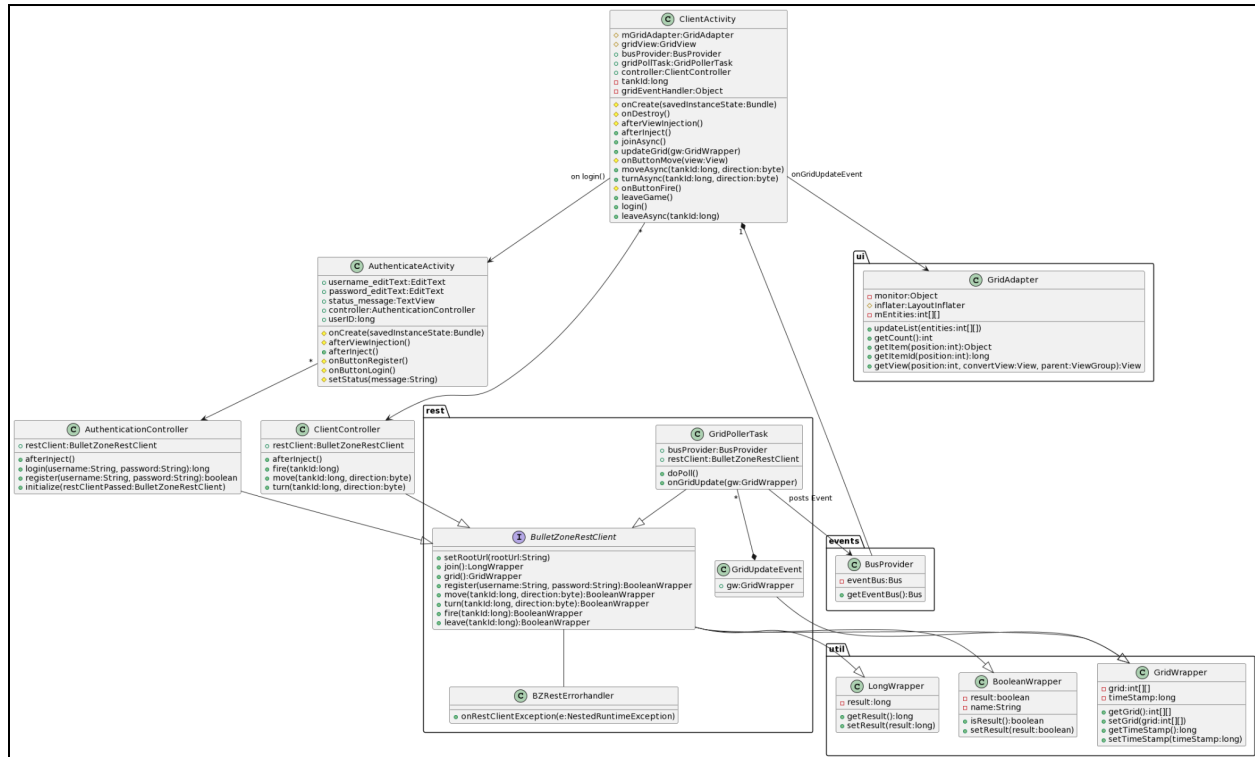 C ClientActivity
mGridAdapter:GridAdapter
gridView:GridView
busProvider:BusProvider
gridPollTask:GridPollerTask
controller:ClientController
tankId:long
gridEventHandler:Object
onCreate(savedInstanceState:Bundle)
onDestroy()
afterViewInjection()
afterInject()
joinAsync()
updateGrid(gw:GridWrapper)
onButtonMove(view:View)
moveAsync(tankId:long, direction:byte)
turnAsync(tankId:long, direction:byte)
onButtonFire()
leaveGame()
login()
leaveAsync(tankId:long)
on login()
onGridUpdateEvent
*
1
C AuthenticateActivity
username_editText:EditText
password_editText:EditText
status_message:TextView
controller:AuthenticationController
userID:long
onCreate(savedInstanceState:Bundle)
afterViewInjection()
afterInject()
onButtonRegister()
onButtonLogin()
setStatus(message:String)
*
ui
C GridAdapter
monitor:Object
inflater:LayoutInflater
mEntities:int[][]
updateList(entities:int[][])
getCount():int
getItem(position:int):Object
getItemId(position:int):long
getView(position:int, convertView:View, parent:ViewGroup):View
C AuthenticationController
restClient:BulletZoneRestClient
afterInject()
login(username:String, password:String):long
register(username:String, password:String):boolean
initialize(restClientPassed:BulletZoneRestClient)
C ClientController
restClient:BulletZoneRestClient
afterInject()
fire(tankId:long)
move(tankId:long, direction:byte)
turn(tankId:long, direction:byte)
rest
C GridPollerTask
busProvider:BusProvider
restClient:BulletZoneRestClient
doPoll()
onGridUpdate(gw:GridWrapper)
*
posts Event
I BulletZoneRestClient
setRootUrl(rootUrl:String)
join():LongWrapper
grid():GridWrapper
register(username:String, password:String):BooleanWrapper
move(tankId:long, direction:byte):BooleanWrapper
turn(tankId:long, direction:byte):BooleanWrapper
fire(tankId:long):BooleanWrapper
leave(tankId:long):BooleanWrapper
C GridUpdateEvent
gw:GridWrapper
events
C BusProvider
eventBus:Bus
getEventBus():Bus
C BZRestErrorhandler
onRestClientException(e:NestedRuntimeException)
util
C LongWrapper
result:long
getResult():long
setResult(result:long)
C BooleanWrapper
result:boolean
name:String
isResult():boolean
setResult(result:boolean)
C GridWrapper
grid:int[][]
timeStamp:long
getGrid():int[][]
setGrid(grid:int[][])
getTimeStamp():long
setTimeStamp(timeStamp:long)